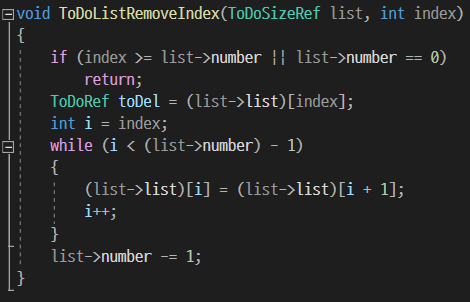 void ToDoListRemoveIndex(ToDoSizeRef list, int index)
{
    if (index >= list->number || list->number == 0)
        return;
    ToDoRef toDel = (list->list)[index];
    int i = index;
    while (i < (list->number) - 1)
    {
        (list->list)[i] = (list->list)[i + 1];
        i++;
    }
    list->number -= 1;
}